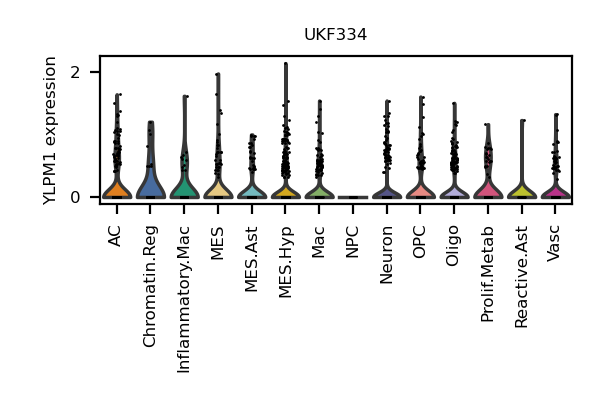 UKF334
YLPM1 expression
2
0
AC
Chromatin.Reg
Inflammatory.Mac
MES
MES.Ast
MES.Hyp
Mac
NPC
Neuron
OPC
Oligo
Prolif.Metab
Reactive.Ast
Vasc